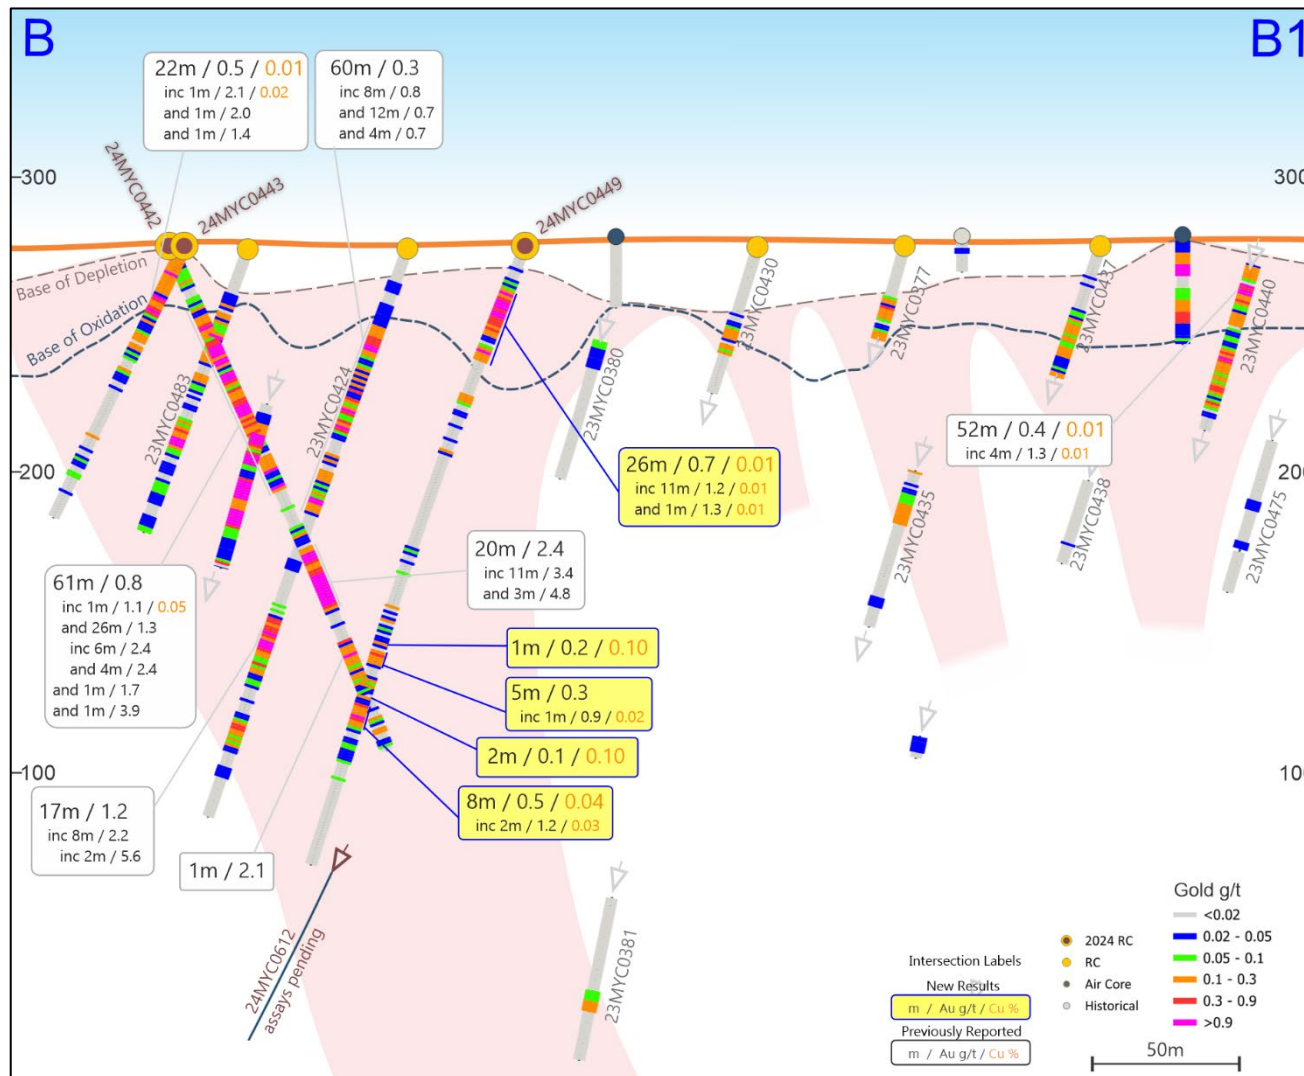 B
B1
22m / 0.5 / 0.01
inc 1m / 2.1 / 0.02
and 1m / 2.0
and 1m / 1.4
60m / 0.3
inc 8m / 0.8
and 12m / 0.7
and 4m / 0.7
300
300
24MYC0442
24MYC0443
24MYC0449
Base of Depletion
Base of Oxidation
23MYC0483
23MYC0424
23MYC0380
23MYC0430
23MYC0377
23MYC0437
23MYC0440
200
200
26m / 0.7 / 0.01
inc 11m / 1.2 / 0.01
and 1m / 1.3 / 0.01
52m / 0.4 / 0.01
inc 4m / 1.3 / 0.01
23MYC0435
23MYC0438
23MYC0475
61m / 0.8
inc 1m / 1.1 / 0.05
and 26m / 1.3
inc 6m / 2.4
and 4m / 2.4
and 1m / 1.7
and 1m / 3.9
20m / 2.4
inc 11m / 3.4
and 3m / 4.8
1m / 0.2 / 0.10
5m / 0.3
inc 1m / 0.9 / 0.02
2m / 0.1 / 0.10
100
10
8m / 0.5 / 0.04
inc 2m / 1.2 / 0.03
17m / 1.2
inc 8m / 2.2
inc 2m / 5.6
1m / 2.1
24MYC0612
assays pending
23MYC0381
Intersection Labels
New Results
m / Au g/t / Cu %
Previously Reported
m / Au g/t / Cu %
2024 RC
RC
Air Core
Historical
Gold g/t
<0.02
0.02 - 0.05
0.05 - 0.1
0.1 - 0.3
0.3 - 0.9
>0.9
50m